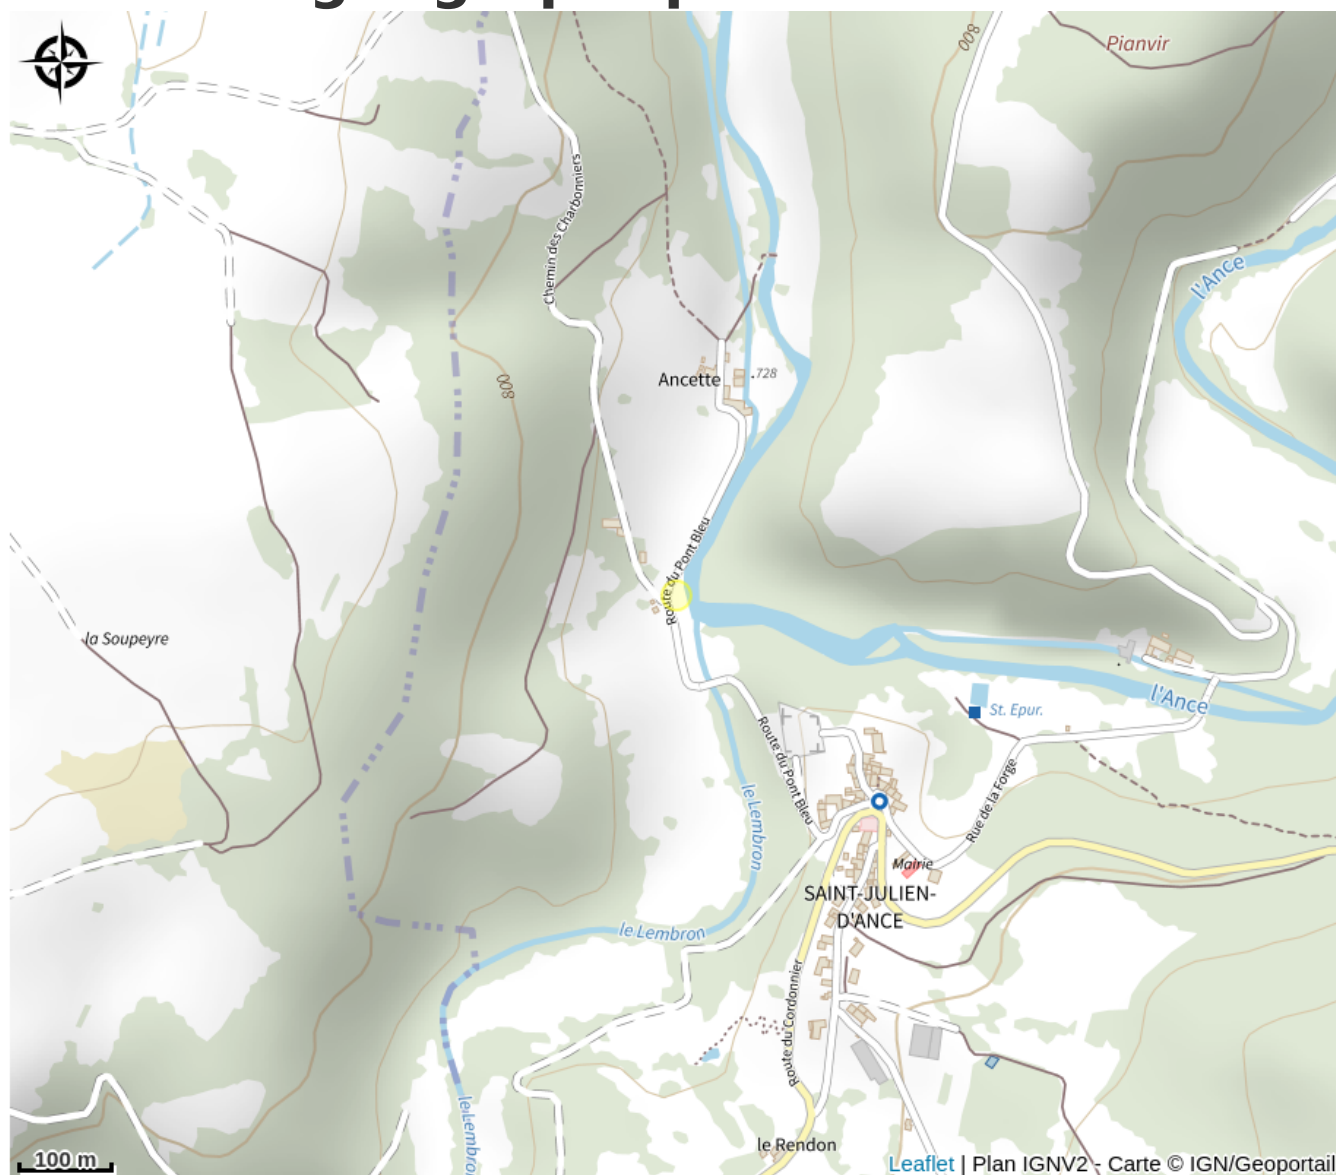 Pianvir
800
l'Ance
Chemin des Charbonniers
Ancette
.728
800
Route du Pont Bleu
la Soupeyre
l'Ance
St. Epur.
Route du Pont Bleu
Rue de la Forge
le Lembron
Mairie
SAINT-JULIEN-
D'ANCE
le Lembron
Route du Cordonnier
le Lembron
le Rendon
100 m
Leaflet | Plan IGNV2 - Carte © IGN/Geoportail